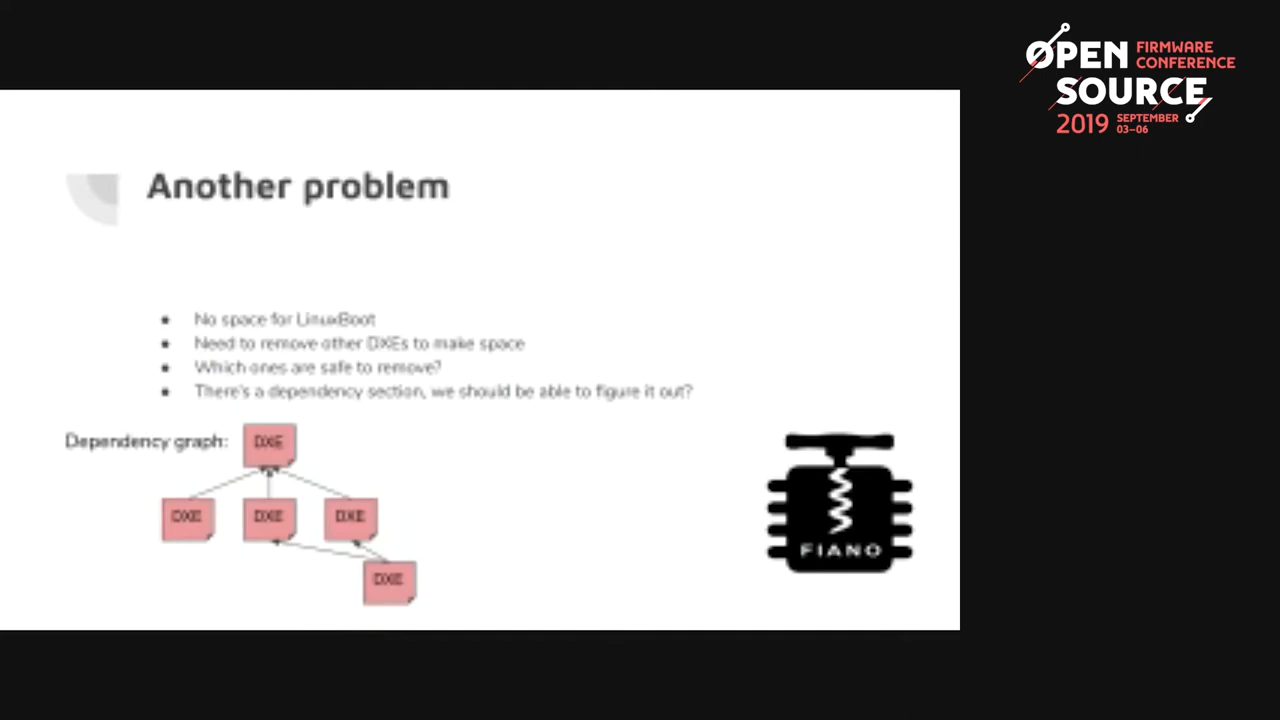 OPEN FIRMWARE
CONFERENCE
SOURCE
2019 SEPTEMBER
03–06
Another problem
● No space for LinuxBoot
● Need to remove other DXEs to make space
● Which ones are safe to remove?
● There's a dependency section, we should be able to figure it out?
Dependency graph:
DXE
DXE
DXE
DXE
DXE
FIANO